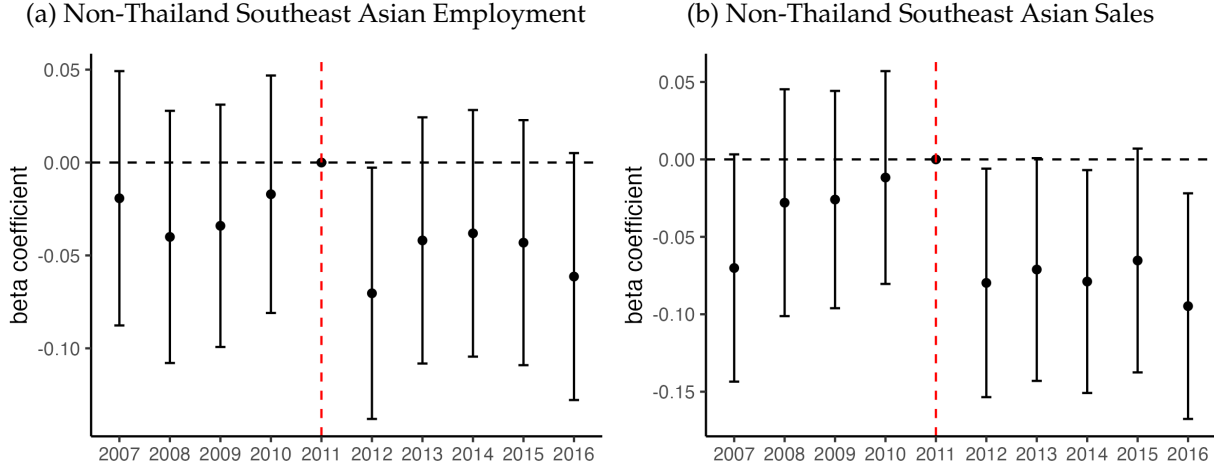 (a) Non-Thailand Southeast Asian Employment
0.05
0.00
-0.05
-0.10
beta coefficient
2007 2008 2009 2010 2011 2012 2013 2014 2015 2016
(b) Non-Thailand Southeast Asian Sales
0.05
0.00
-0.05
-0.10
-0.15
beta coefficient
2007 2008 2009 2010 2011 2012 2013 2014 2015 2016